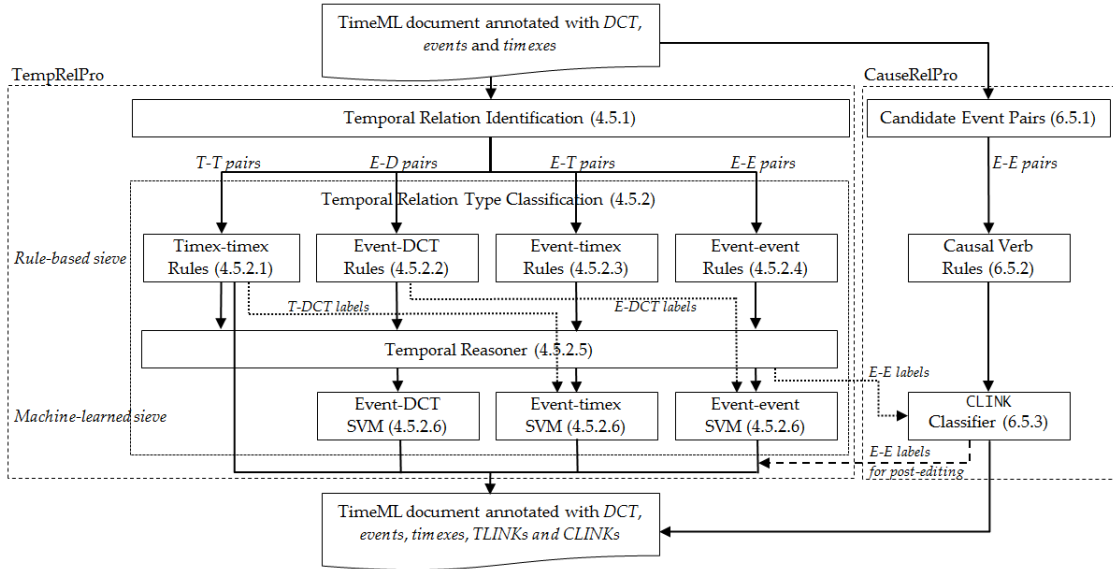 TimeML document annotated with DCT,
events and timexes
TempRelPro
CauseRelPro
Temporal Relation Identification (4.5.1)
Candidate Event Pairs (6.5.1)
T-T pairs
E-D pairs
E-T pairs
E-E pairs
E-E pairs
Temporal Relation Type Classification (4.5.2)
Rule-based sieve
Timex-timex
Rules (4.5.2.1)
Event-DCT
Rules (4.5.2.2)
Event-timex
Rules (4.5.2.3)
Event-event
Rules (4.5.2.4)
Causal Verb
Rules (6.5.2)
T-DCT labels
E-DCT labels
Temporal Reasoner (4.5.2.5)
E-E labels
Machine-learned sieve
Event-DCT
SVM (4.5.2.6)
Event-timex
SVM (4.5.2.6)
Event-event
SVM (4.5.2.6)
CLINK
Classifier (6.5.3)
E-E labels
for post-editing
TimeML document annotated with DCT,
events, timexes, TLINKs and CLINKs